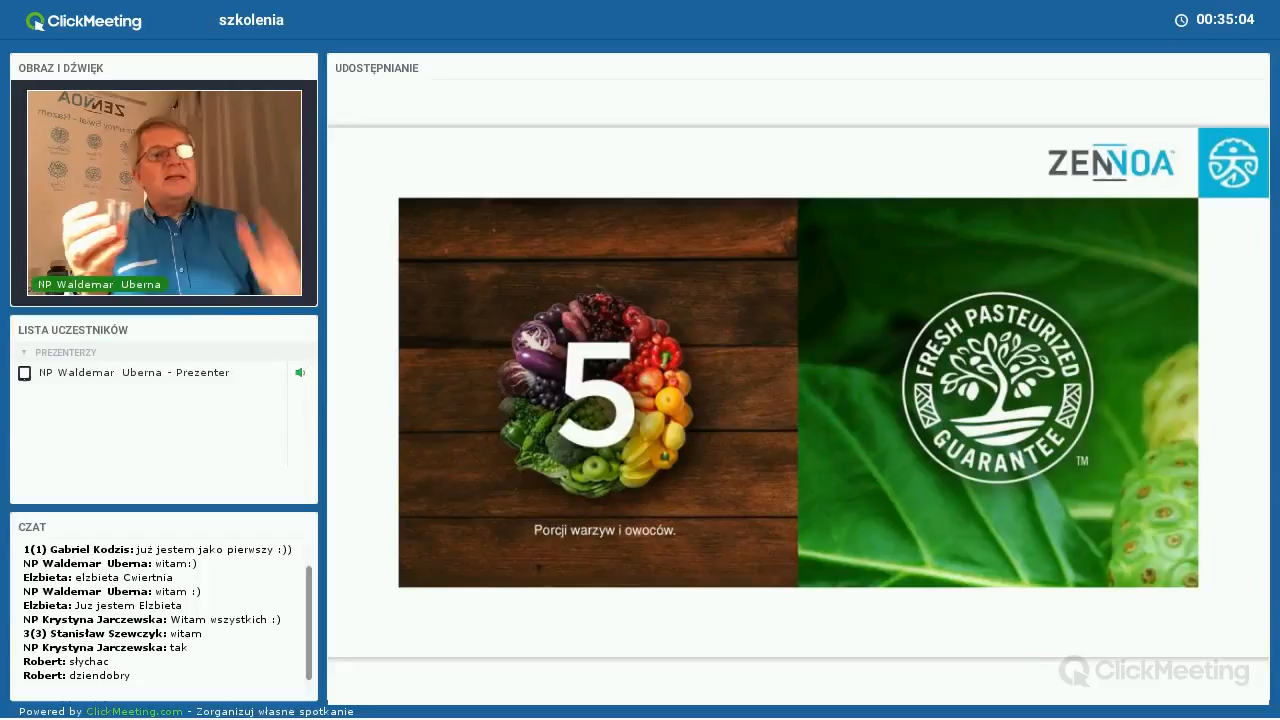 ClickMeeting
szkolenia
00:35:04
OBRAZ I DŹWIĘK
ZENNOA
NP Waldemar Uberna
LISTA UCZESTNIKÓW
PREZENTERZY
NP Waldemar Uberna - Prezenter
CZAT
1(1) Gabriel Kodzis: już jestem jako pierwszy :))
NP Waldemar Uberna: witam:)
Elzbieta: elzbieta Cwiertnia
NP Waldemar Uberna: witam :)
Elzbieta: Juz jestem Elzbieta
NP Krystyna Jarczewska: Witam wszystkich :)
3(3) Stanisław Szewczyk: witam
NP Krystyna Jarczewska: tak
Robert: słychac
Robert: dziendobry
UDOSTĘPNIANIE
ZENNOA™
5
Porcji warzyw i owoców.
FRESH PASTEURIZED
GUARANTEE
TM
ClickMeeting
Powered by ClickMeeting.com - Zorganizuj własne spotkanie